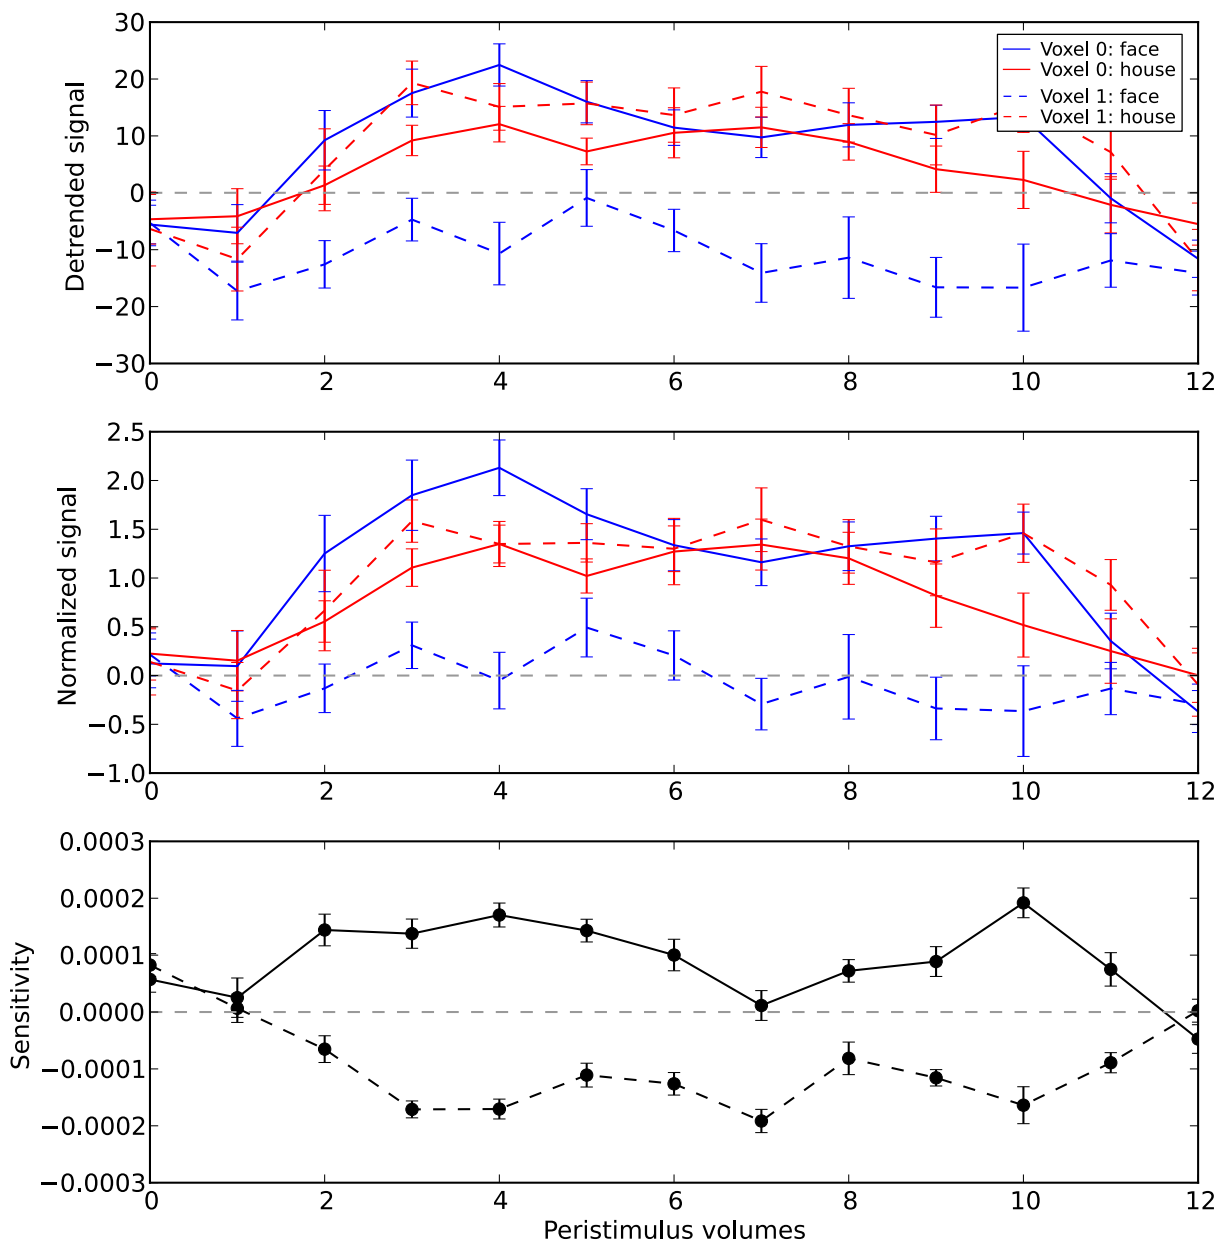 Detrended signal
30
20
10
0
−10
−20
−30
0 2 4 6 8 10 12
Voxel 0: face
Voxel 0: house
Voxel 1: face
Voxel 1: house
Normalized signal
2.5
2.0
1.5
1.0
0.5
0.0
−0.5
−1.0
0 2 4 6 8 10 12
Sensitivity
0.0003
0.0002
0.0001
0.0000
−0.0001
−0.0002
−0.0003
0 2 4 6 8 10 12
Peristimulus volumes